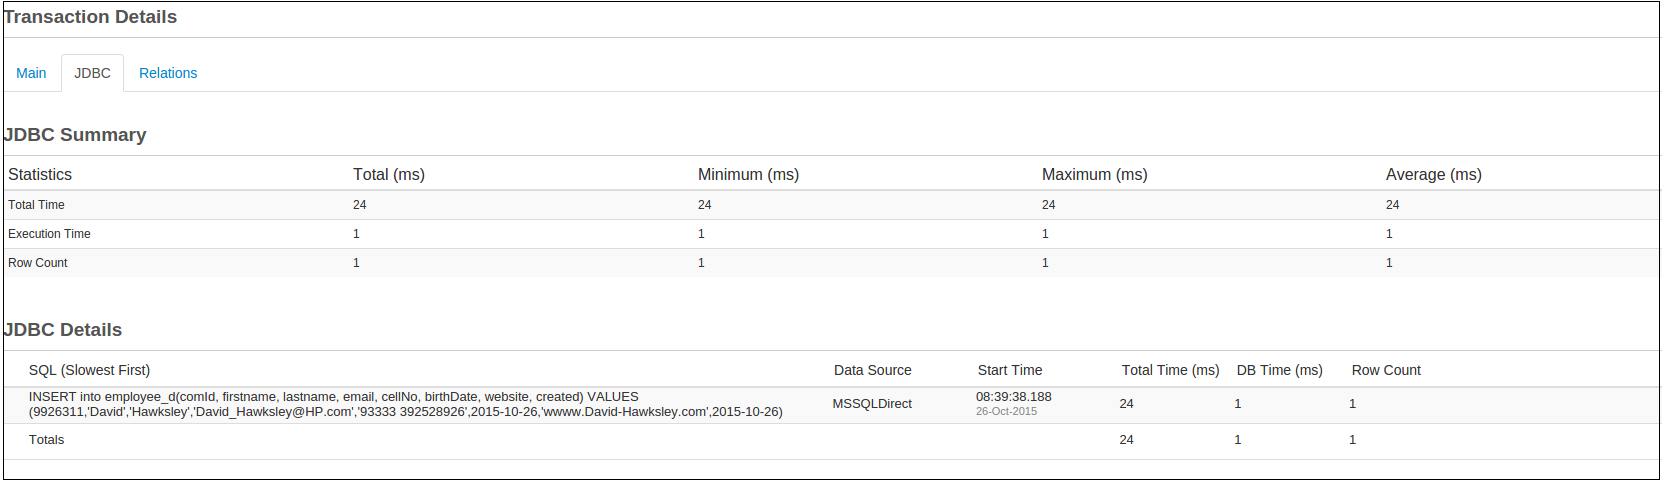 Transaction Details
Main JDBC Relations
JDBC Summary
Statistics Total (ms) Minimum (ms) Maximum (ms) Average (ms)
Total Time 24 24 24 24
Execution Time 1 1 1 1
Row Count 1 1 1 1
JDBC Details
SQL (Slowest First) Data Source Start Time Total Time (ms) DB Time (ms) Row Count
INSERT into employee_d(comId, firstname, lastname, email, cellNo, birthDate, website, created) VALUES
(9926311,'David','Hawksley','David_Hawksley@HP.com','93333 392528926',2015-10-26,'wwww.David-Hawksley.com',2015-10-26) MSSQLDirect 08:39:38.188 24 1 1
26-Oct-2015
Totals 24 1 1